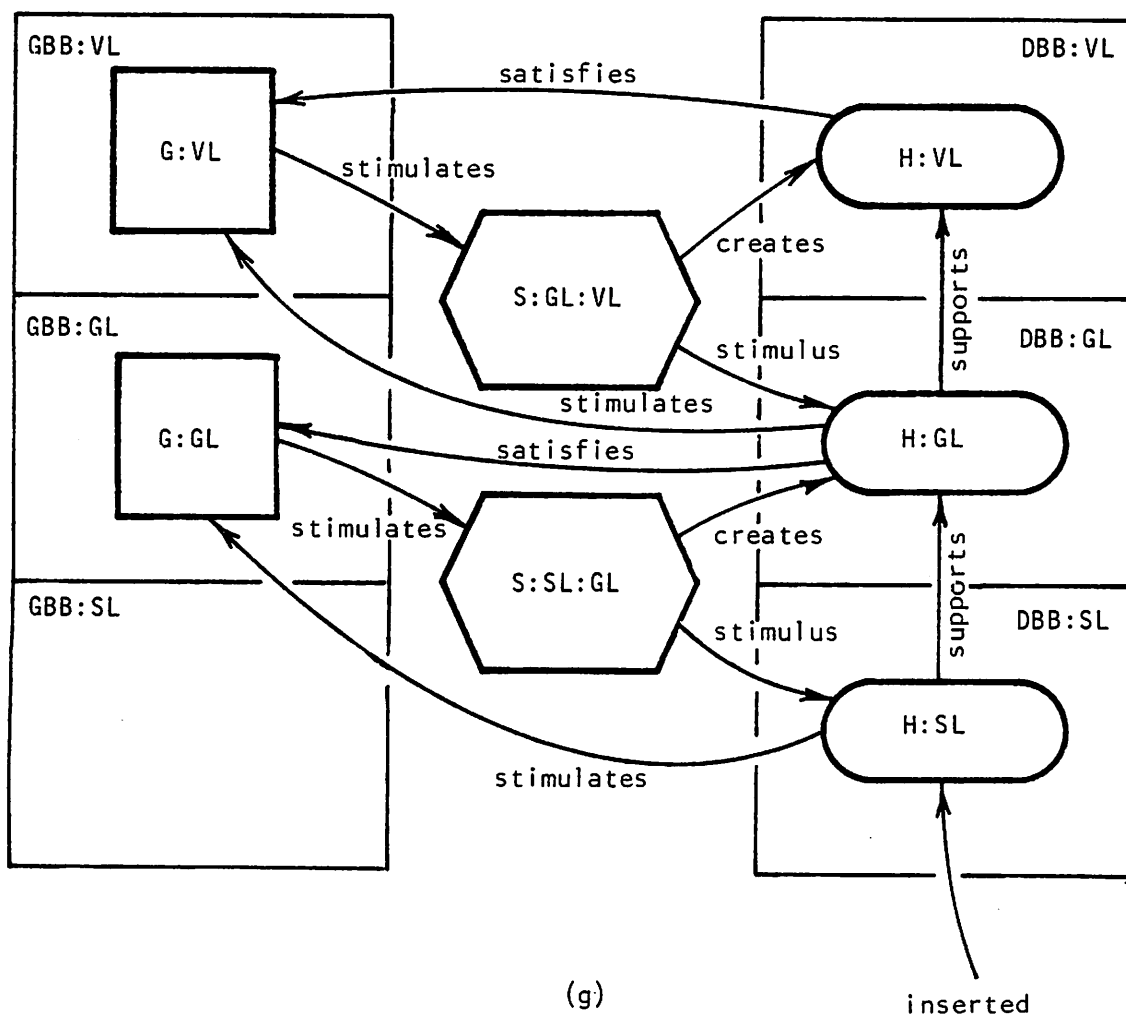 GBB:VL
DBB:VL
satisfies
G:VL
H:VL
stimulates
creates
S:GL:VL
supports
GBB:GL
DBB:GL
stimulus
stimulates
G:GL
H:GL
satisfies
stimulates
creates
S:SL:GL
supports
GBB:SL
DBB:SL
stimulus
H:SL
stimulates
(g)
inserted